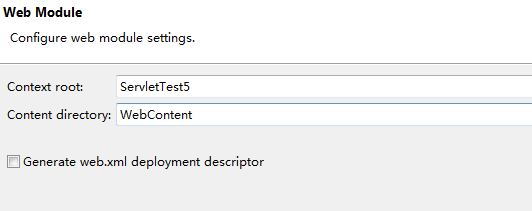 Web Module
Configure web module settings.
Context root: ServletTest5
Content directory: WebContent
Generate web.xml deployment descriptor